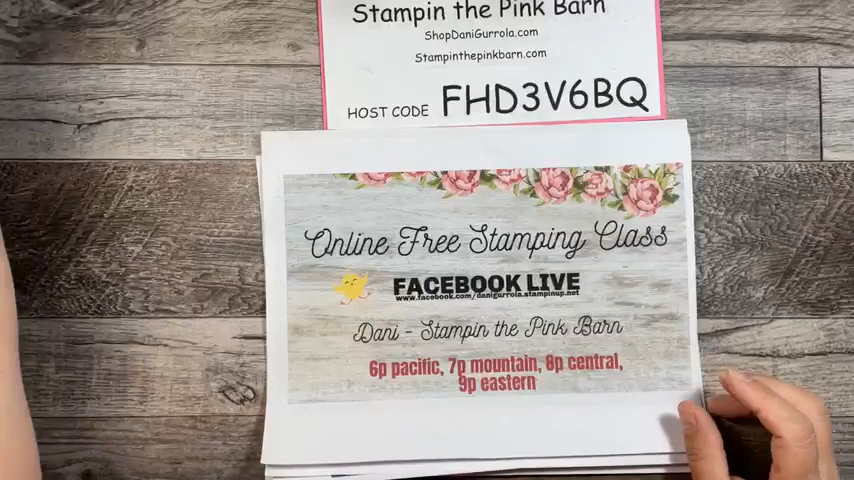 Stampin the Pink Barn
ShopDaniGurrola.com
Stampinthepinkbarn.com
HOST CODE FHD3V6BQ
Online Free Stamping Class
FACEBOOK LIVE
www.facebook.com/danigurrola.stampinup.net
Dani - Stampin the Pink Barn
6p pacific, 7p mountain, 8p central,
9p eastern